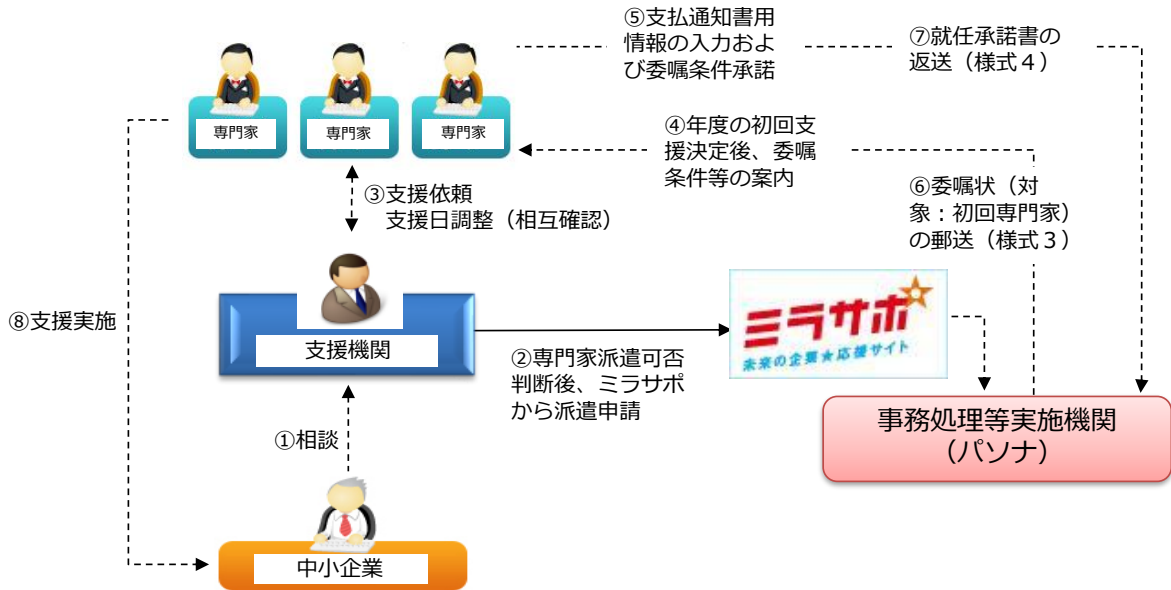 ⑤支払通知書用
情報の入力およ
び委嘱条件承諾
⑦就任承諾書の
返送（様式４）
専門家
専門家
専門家
④年度の初回支
援決定後、委嘱
条件等の案内
⑥委嘱状（対
象：初回専門家）
の郵送（様式３）
③支援依頼
支援日調整（相互確認）
⑧支援実施
支援機関
ミラサポ
未来の企業★応援サイト
②専門家派遣可否
判断後、ミラサポ
から派遣申請
事務処理等実施機関
（パソナ）
①相談
中小企業